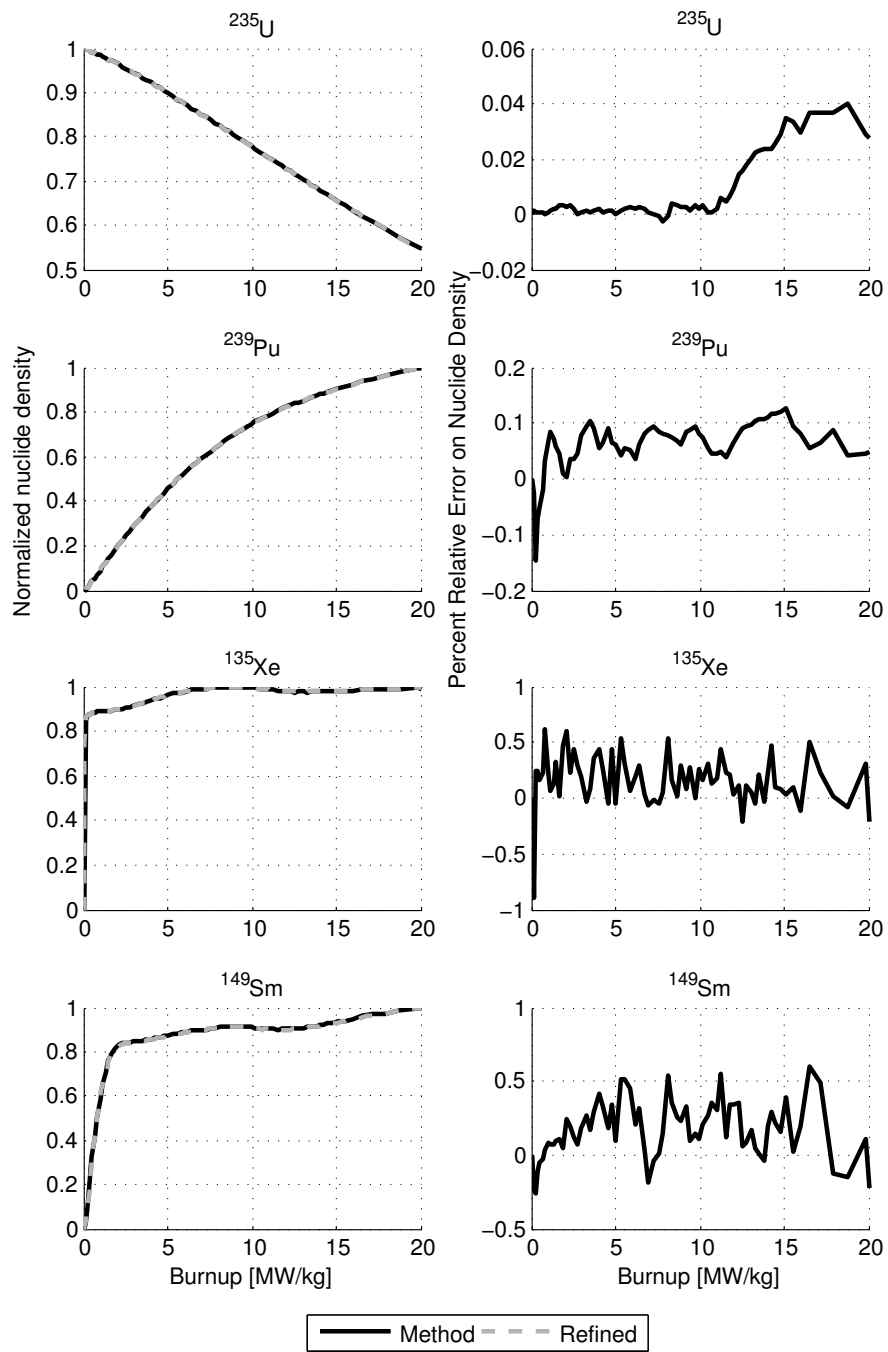 ²³⁵U
1
0.9
0.8
0.7
0.6
0.5
0 5 10 15 20
²³⁵U
0.06
0.04
0.02
0
−0.02
0 5 10 15 20
²³⁹Pu
1
0.8
0.6
0.4
0.2
0
0 5 10 15 20
Normalized nuclide density
²³⁹Pu
0.2
0.1
0
−0.1
−0.2
0 5 10 15 20
Percent Relative Error on Nuclide Density
¹³⁵Xe
1
0.8
0.6
0.4
0.2
0
0 5 10 15 20
¹³⁵Xe
1
0.5
0
−0.5
−1
0 5 10 15 20
¹⁴⁹Sm
1
0.8
0.6
0.4
0.2
0
0 5 10 15 20
Burnup [MW/kg]
¹⁴⁹Sm
1
0.5
0
−0.5
0 5 10 15 20
Burnup [MW/kg]
Method Refined